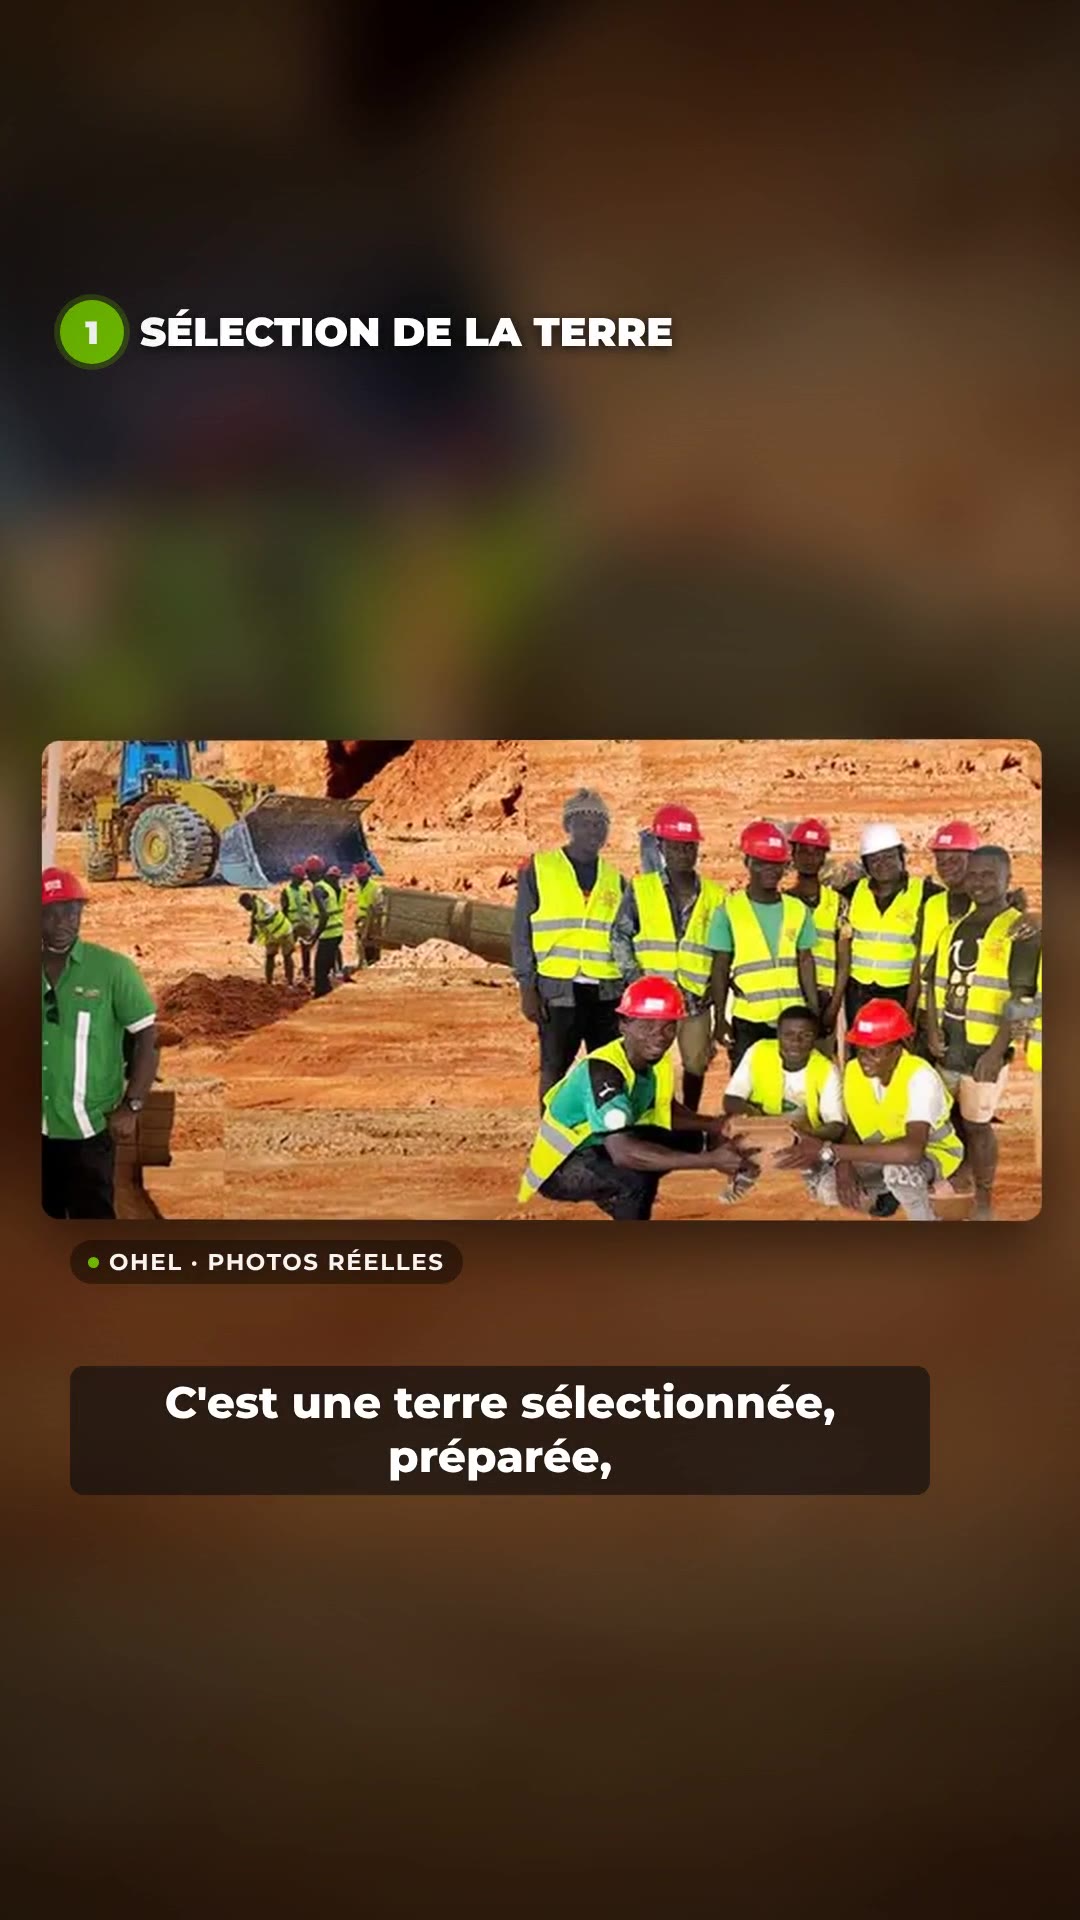 1 SÉLECTION DE LA TERRE
OHEL · PHOTOS RÉELLES
C'est une terre sélectionnée,
préparée,